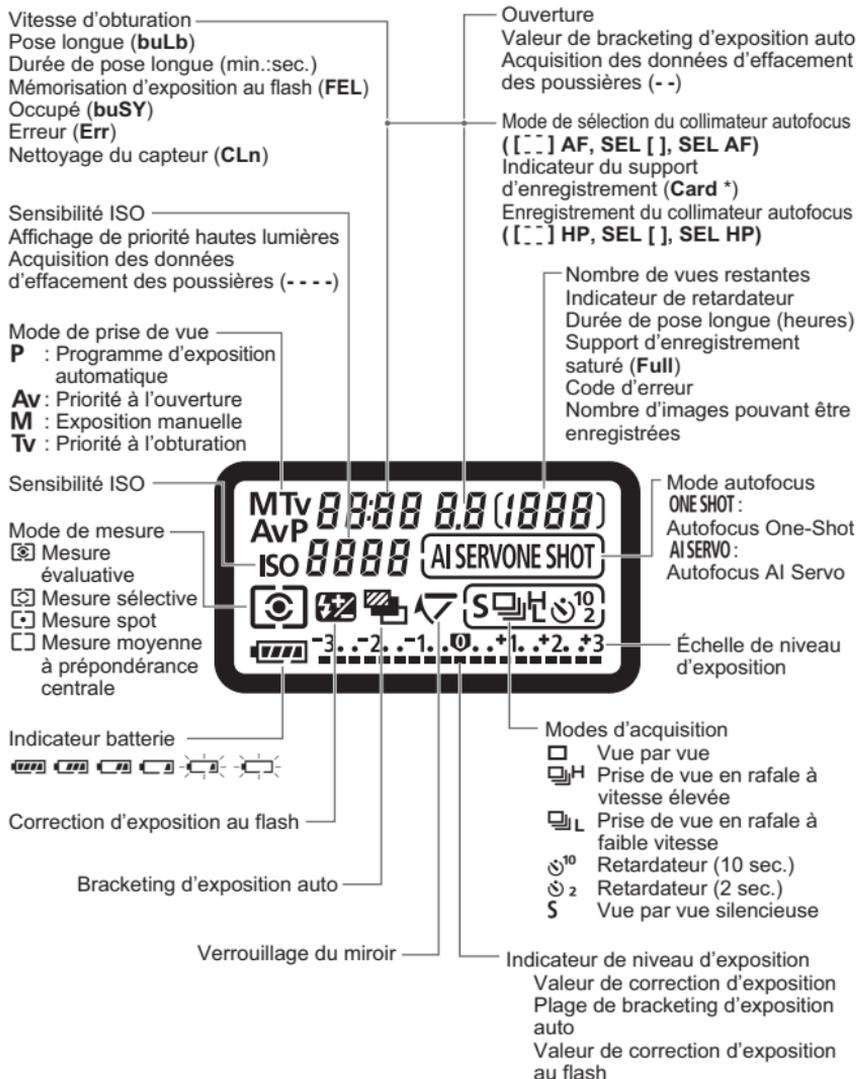 Vitesse d'obturation
Pose longue (buLb)
Durée de pose longue (min.:sec.)
Mémorisation d'exposition au flash (FEL)
Occupé (buSY)
Erreur (Err)
Nettoyage du capteur (CLn)
Ouverture
Valeur de bracketing d'exposition auto
Acquisition des données d'effacement
des poussières (- -)
Mode de sélection du collimateur autofocus
( [ ] AF, SEL [ ], SEL AF)
Indicateur du support
d'enregistrement (Card *)
Enregistrement du collimateur autofocus
( [ ] HP, SEL [ ], SEL HP)
Sensibilité ISO
Affichage de priorité hautes lumières
Acquisition des données
d'effacement des poussières (- - - -)
Nombre de vues restantes
Indicateur de retardateur
Durée de pose longue (heures)
Support d'enregistrement
saturé (Full)
Code d'erreur
Nombre d'images pouvant être
enregistrées
Mode de prise de vue
P : Programme d'exposition
automatique
Av : Priorité à l'ouverture
M : Exposition manuelle
Tv : Priorité à l'obturation
Sensibilité ISO
Mode de mesure
Mesure
évaluative
Mesure sélective
Mesure spot
Mesure moyenne
à prépondérance
centrale
MTv 88:88 8.8 (1888)
AvP
ISO 8888 AI SERVONE SHOT
S H 10 2
-3..-2..-1..0..+1..+2..+3
Mode autofocus
ONE SHOT :
Autofocus One-Shot
AI SERVO :
Autofocus AI Servo
Échelle de niveau
d'exposition
Indicateur batterie
Correction d'exposition au flash
Bracketing d'exposition auto
Verrouillage du miroir
Modes d'acquisition
Vue par vue
H Prise de vue en rafale à
vitesse élevée
L Prise de vue en rafale à
faible vitesse
10 Retardateur (10 sec.)
2 Retardateur (2 sec.)
S Vue par vue silencieuse
Indicateur de niveau d'exposition
Valeur de correction d'exposition
Plage de bracketing d'exposition
auto
Valeur de correction d'exposition
au flash